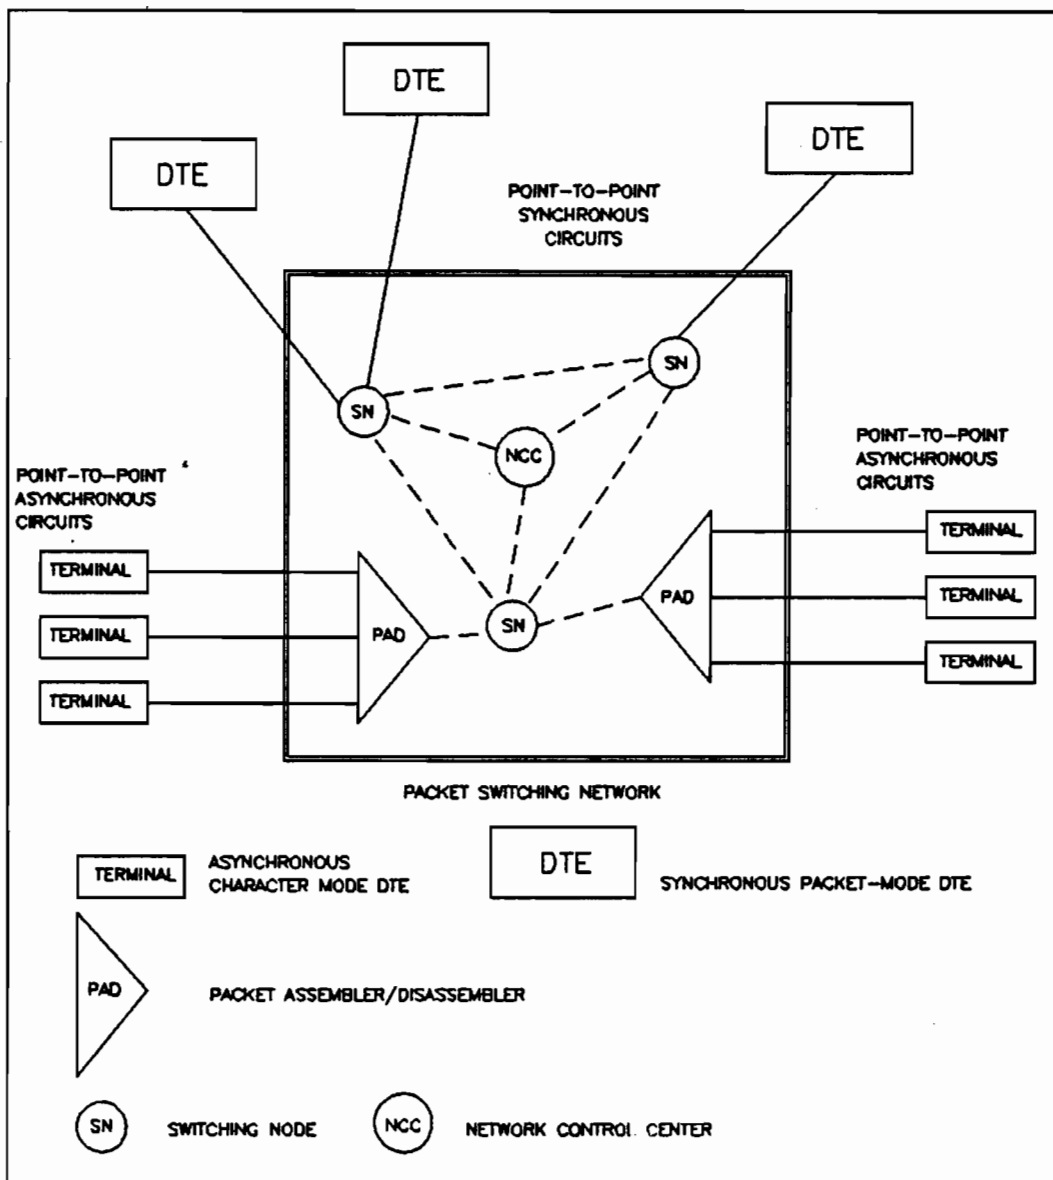 DTE
DTE
DTE
POINT-TO-POINT
SYNCHRONOUS
CIRCUITS
SN
SN
NCC
POINT-TO-POINT
ASYNCHRONOUS
CIRCUITS
POINT-TO-POINT
ASYNCHRONOUS
CIRCUITS
TERMINAL
TERMINAL
TERMINAL
PAD
SN
PAD
TERMINAL
TERMINAL
TERMINAL
PACKET SWITCHING NETWORK
TERMINAL
ASYNCHRONOUS
CHARACTER MODE DTE
DTE
SYNCHRONOUS PACKET-MODE DTE
PAD
PACKET ASSEMBLER/DISASSEMBLER
SN
SWITCHING NODE
NCC
NETWORK CONTROL CENTER